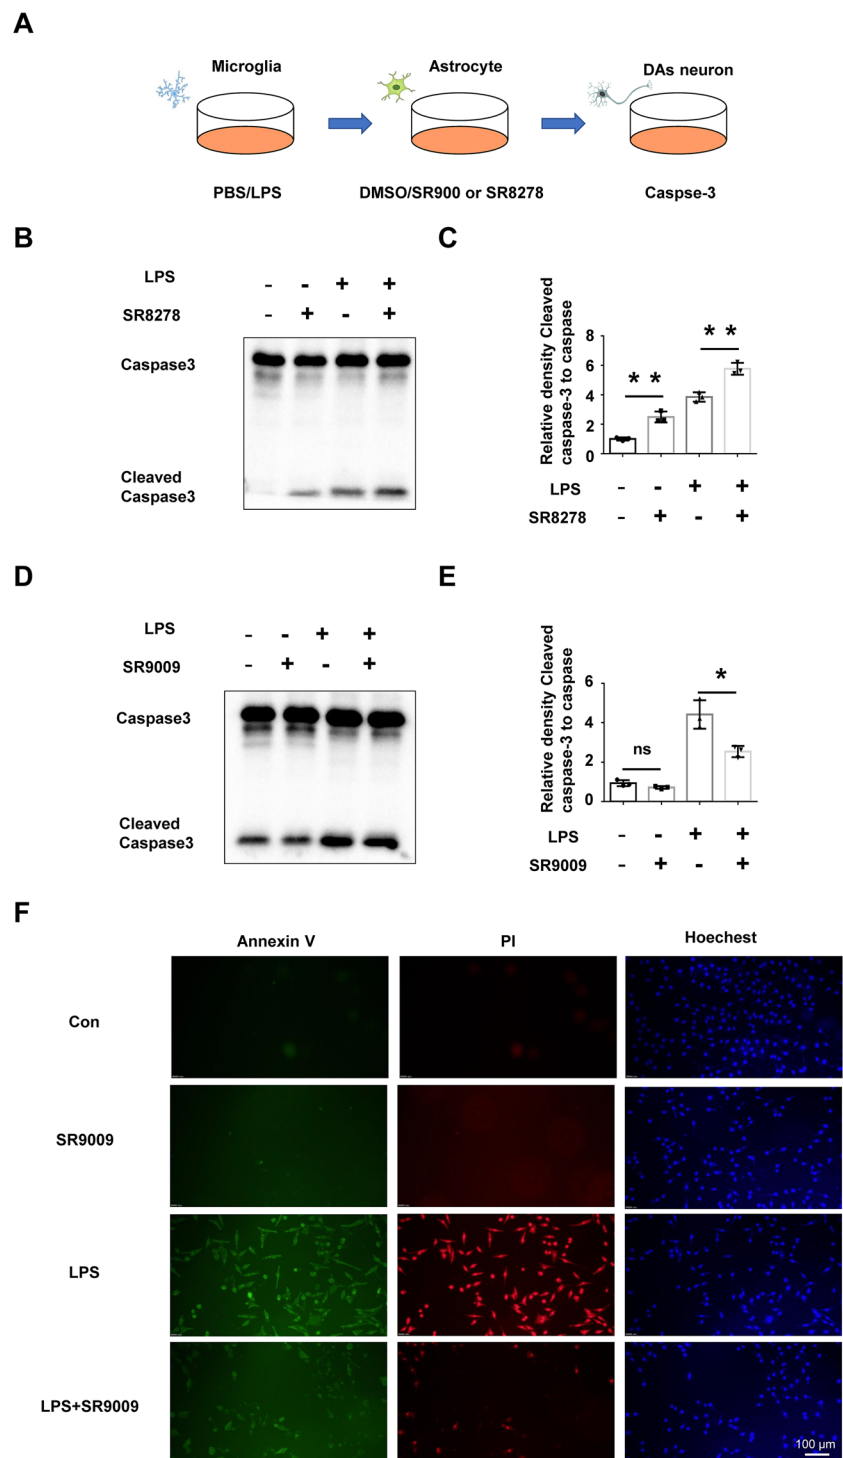 A
Microglia
Astrocyte
DAs neuron
PBS/LPS
DMSO/SR900 or SR8278
Caspse-3
B
LPS
- - + +
SR8278
- + - +
Caspase3
Cleaved
Caspase3
C
Relative density Cleaved
caspase-3 to caspase
8
6
4
2
0
* *
* *
LPS
- - + +
SR8278
- + - +
D
LPS
- - + +
SR9009
- + - +
Caspase3
Cleaved
Caspase3
E
Relative density Cleaved
caspase-3 to caspase
6
4
2
0
ns
*
LPS
- - + +
SR9009
- + - +
F
Annexin V
PI
Hoechest
Con
SR9009
LPS
LPS+SR9009
100 µm